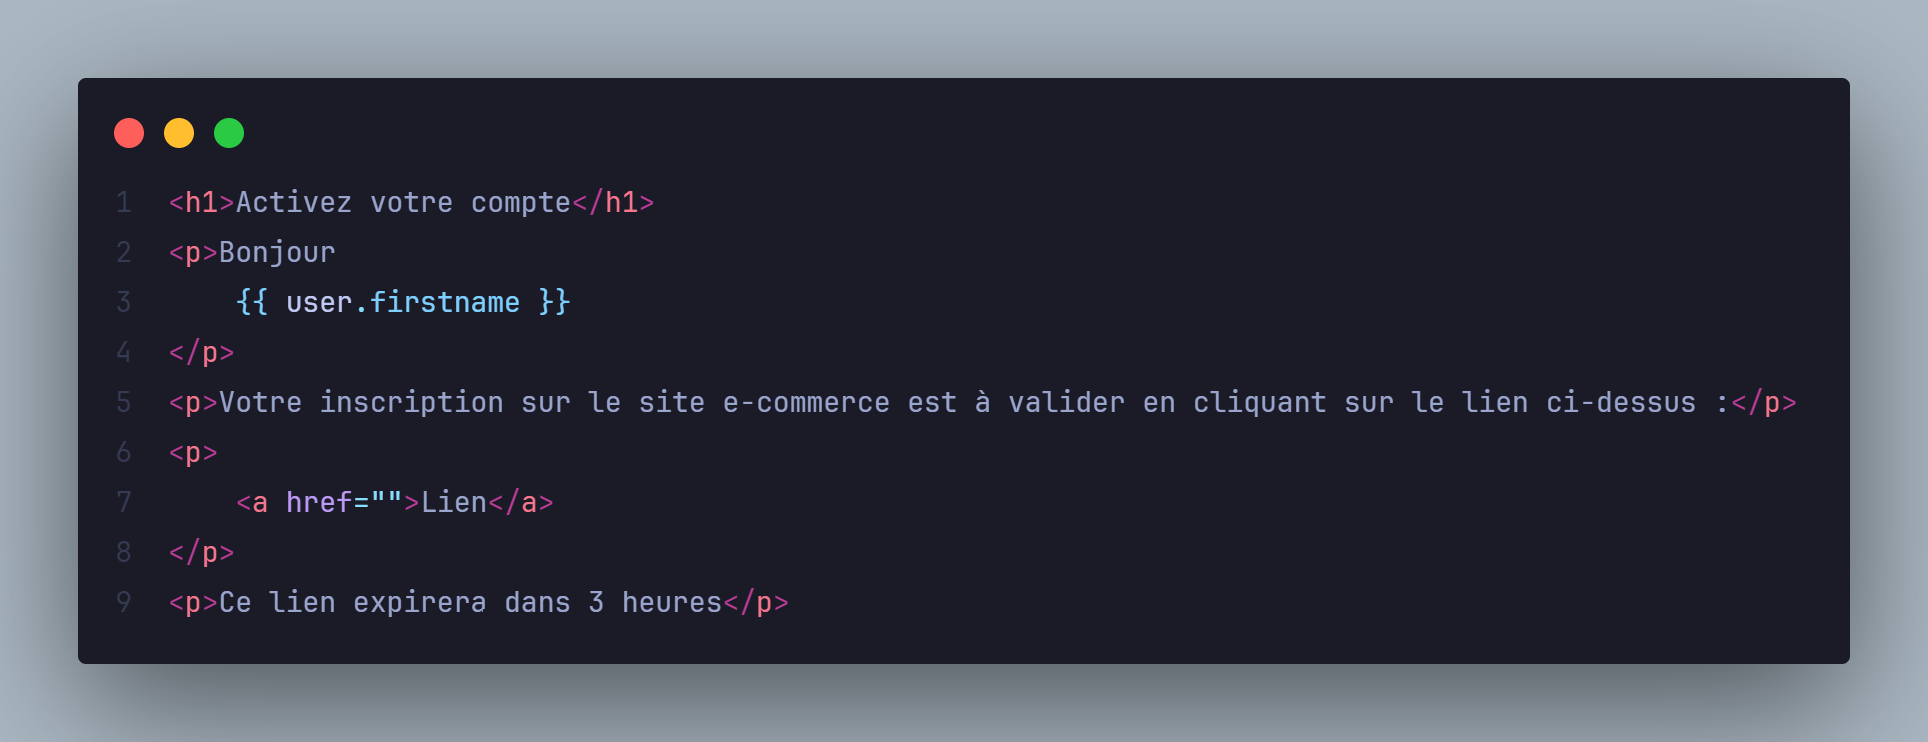 1 <h1>Activez votre compte</h1>
2 <p>Bonjour
3     {{ user.firstname }}
4 </p>
5 <p>Votre inscription sur le site e-commerce est à valider en cliquant sur le lien ci-dessus :</p>
6 <p>
7     <a href="">Lien</a>
8 </p>
9 <p>Ce lien expirera dans 3 heures</p>